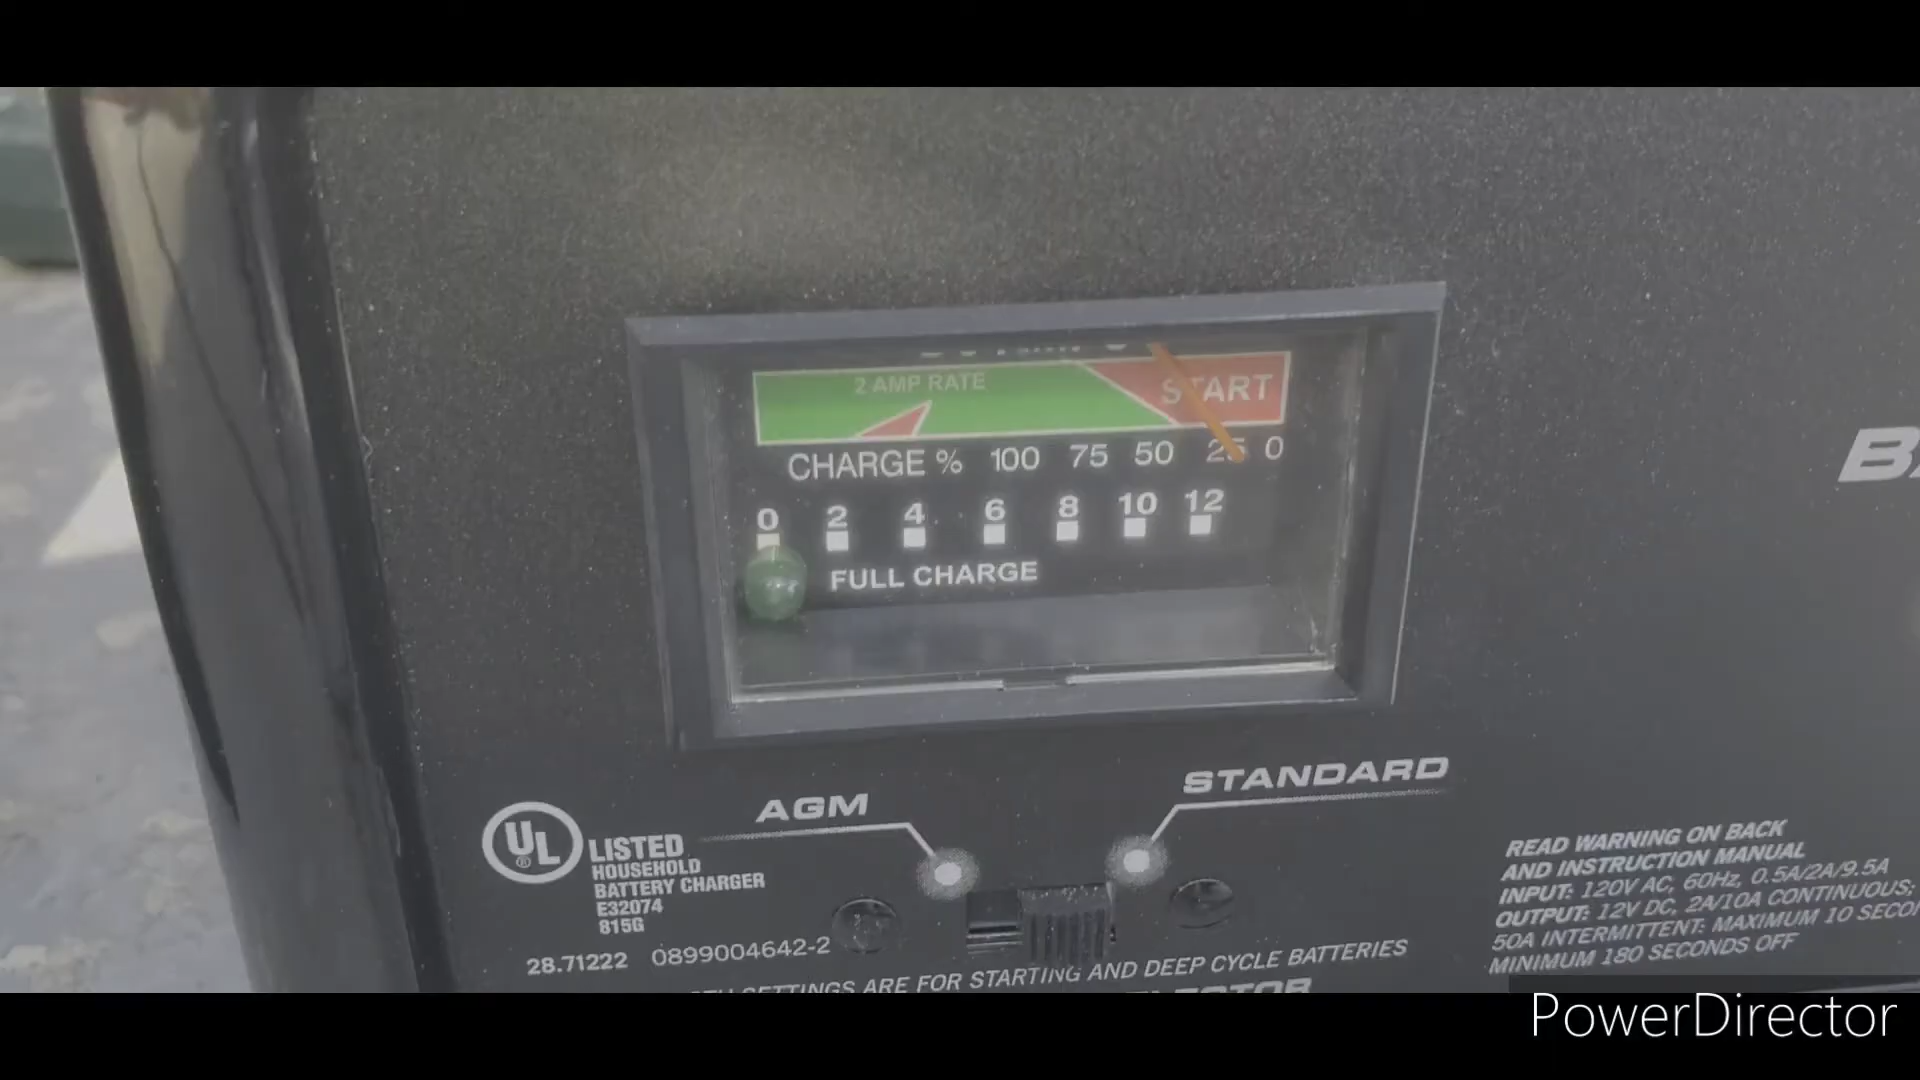 2 AMP RATE
START
CHARGE % 100 75 50 25 0
0 2 4 6 8 10 12
FULL CHARGE
AGM
STANDARD
UL
®
LISTED
HOUSEHOLD
BATTERY CHARGER
E32074
815G
28.71222 0899004642-2
SETTINGS ARE FOR STARTING AND DEEP CYCLE BATTERIES
READ WARNING ON BACK
AND INSTRUCTION MANUAL
INPUT: 120V AC, 60Hz, 0.5A/2A/9.5A
OUTPUT: 12V DC, 2A/10A CONTINUOUS;
50A INTERMITTENT: MAXIMUM 10 SECO
MINIMUM 180 SECONDS OFF
PowerDirector